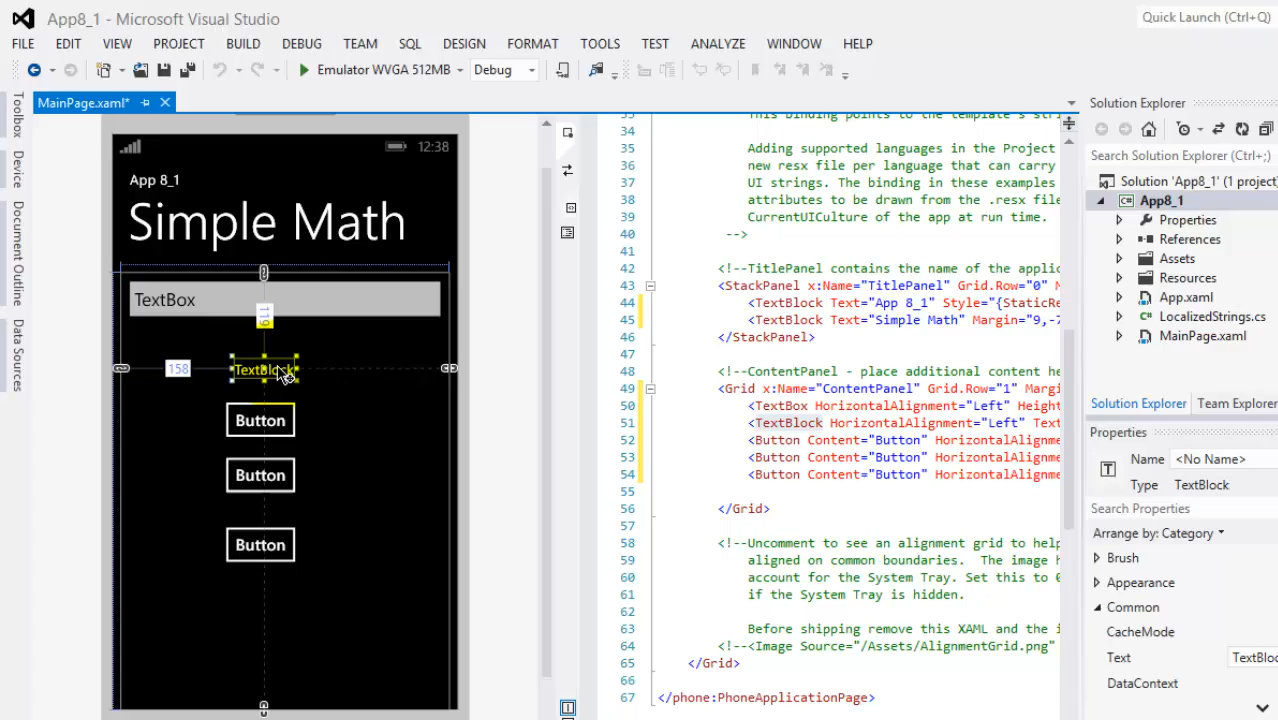 App8_1 - Microsoft Visual Studio
Quick Launch (Ctrl+Q)
FILE EDIT VIEW PROJECT BUILD DEBUG TEAM SQL DESIGN FORMAT TOOLS TEST ANALYZE WINDOW HELP
Emulator WVGA 512MB Debug
MainPage.xaml*
Toolbox
Device
Document Outline
Data Sources
12:38
App 8_1
Simple Math
TextBox
119
158
TextBlock
Button
Button
Button
33 This binding points to the template's str
34
35 Adding supported languages in the Project
36 new resx file per language that can carry
37 UI strings. The binding in these examples
38 attributes to be drawn from the .resx file
39 CurrentUICulture of the app at run time.
40 -->
41
42 <!--TitlePanel contains the name of the applic
43 <StackPanel x:Name="TitlePanel" Grid.Row="0" M
44 <TextBlock Text="App 8_1" Style="{StaticRe
45 <TextBlock Text="Simple Math" Margin="9,-7
46 </StackPanel>
47
48 <!--ContentPanel - place additional content he
49 <Grid x:Name="ContentPanel" Grid.Row="1" Margi
50 <TextBox HorizontalAlignment="Left" Height
51 <TextBlock HorizontalAlignment="Left" Text
52 <Button Content="Button" HorizontalAlignme
53 <Button Content="Button" HorizontalAlignme
54 <Button Content="Button" HorizontalAlignme
55
56 </Grid>
57
58 <!--Uncomment to see an alignment grid to help
59 aligned on common boundaries. The image h
60 account for the System Tray. Set this to 0
61 if the System Tray is hidden.
62
63 Before shipping remove this XAML and the i
64 <!--<Image Source="/Assets/AlignmentGrid.png"
65 </Grid>
66
67 </phone:PhoneApplicationPage>
Solution Explorer
Search Solution Explorer (Ctrl+;)
Solution 'App8_1' (1 project)
App8_1
Properties
References
Assets
Resources
App.xaml
LocalizedStrings.cs
MainPage.xaml
Solution Explorer Team Explorer
Properties
Name <No Name>
Type TextBlock
Search Properties
Arrange by: Category
Brush
Appearance
Common
CacheMode
Text TextBloc
DataContext